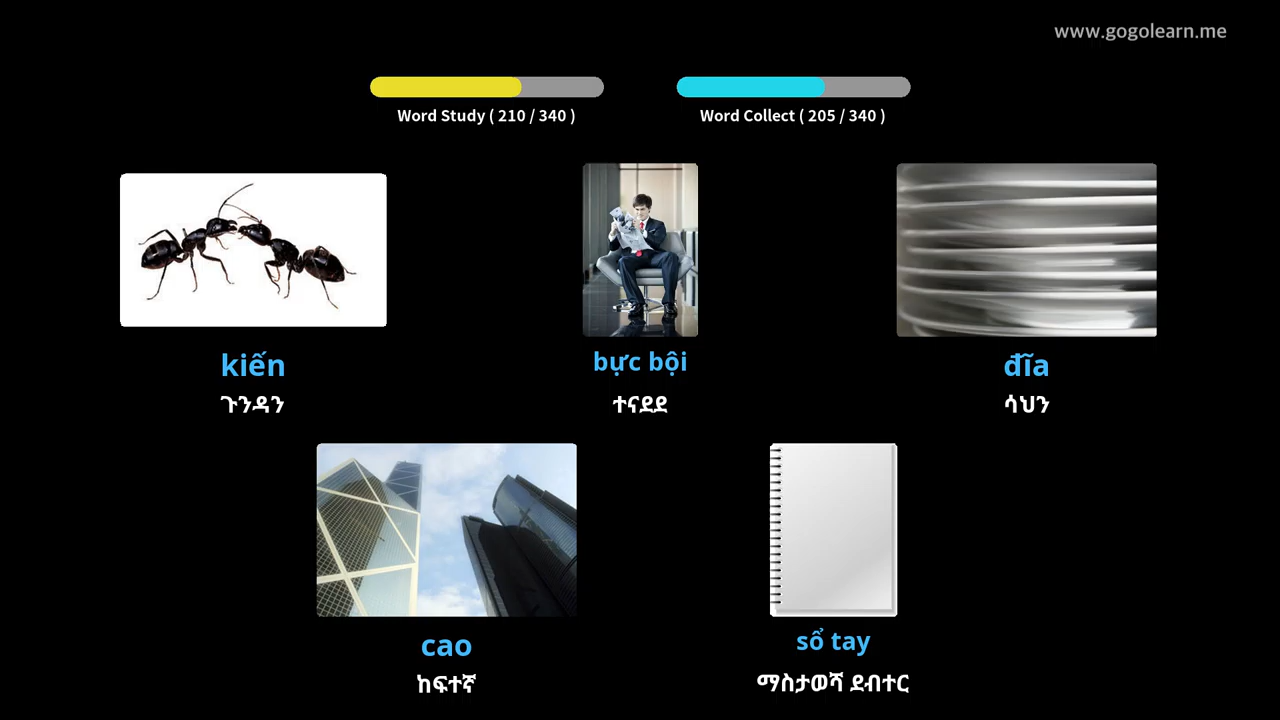 www.gogolearn.me
Word Study ( 210 / 340 )
Word Collect ( 205 / 340 )
kiến
bực bội
đĩa
ጉንዳን
ተናደደ
ሳህን
cao
sổ tay
ከፍተኛ
ማስታወሻ ደብተር